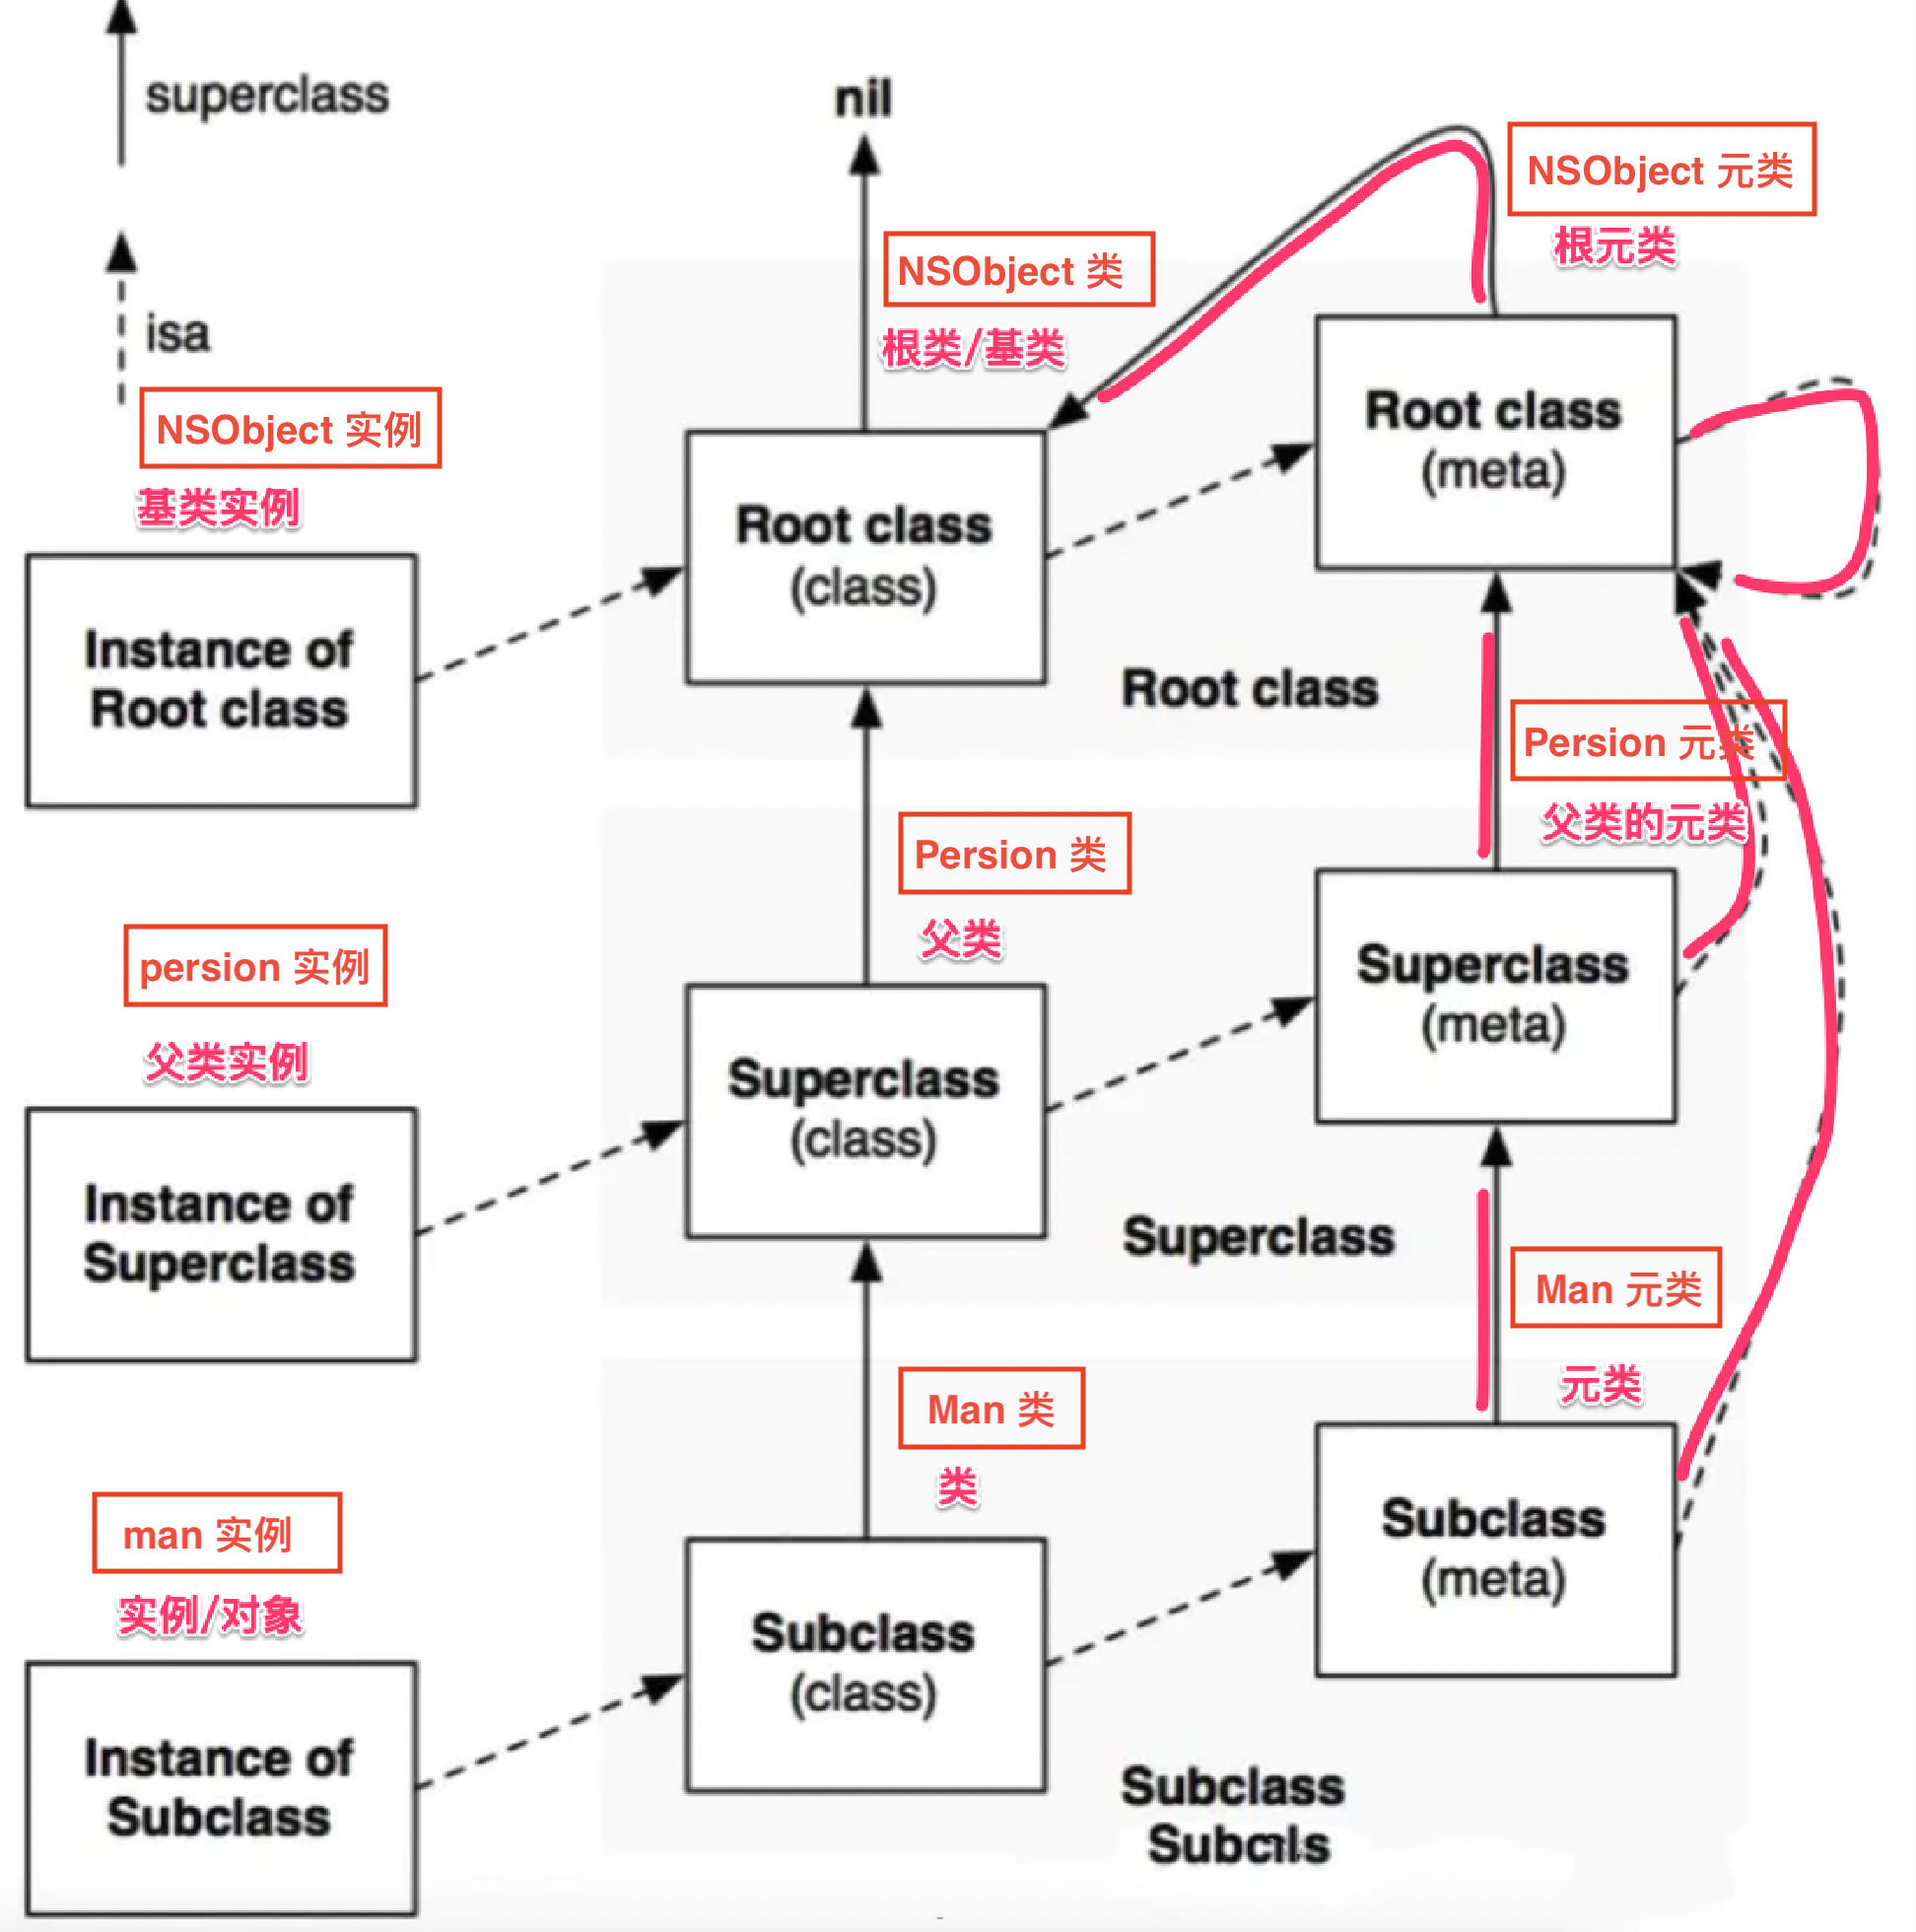 superclass
nil
NSObject 元类
根元类
NSObject 类
根类/基类
isa
NSObject 实例
基类实例
Root class
(meta)
Root class
(class)
Instance of
Root class
Root class
Persion 元类
父类的元类
Persion 类
父类
persion 实例
父类实例
Superclass
(meta)
Superclass
(class)
Instance of
Superclass
Superclass
Man 元类
元类
Man 类
类
man 实例
实例/对象
Subclass
(meta)
Subclass
(class)
Instance of
Subclass
Subclass